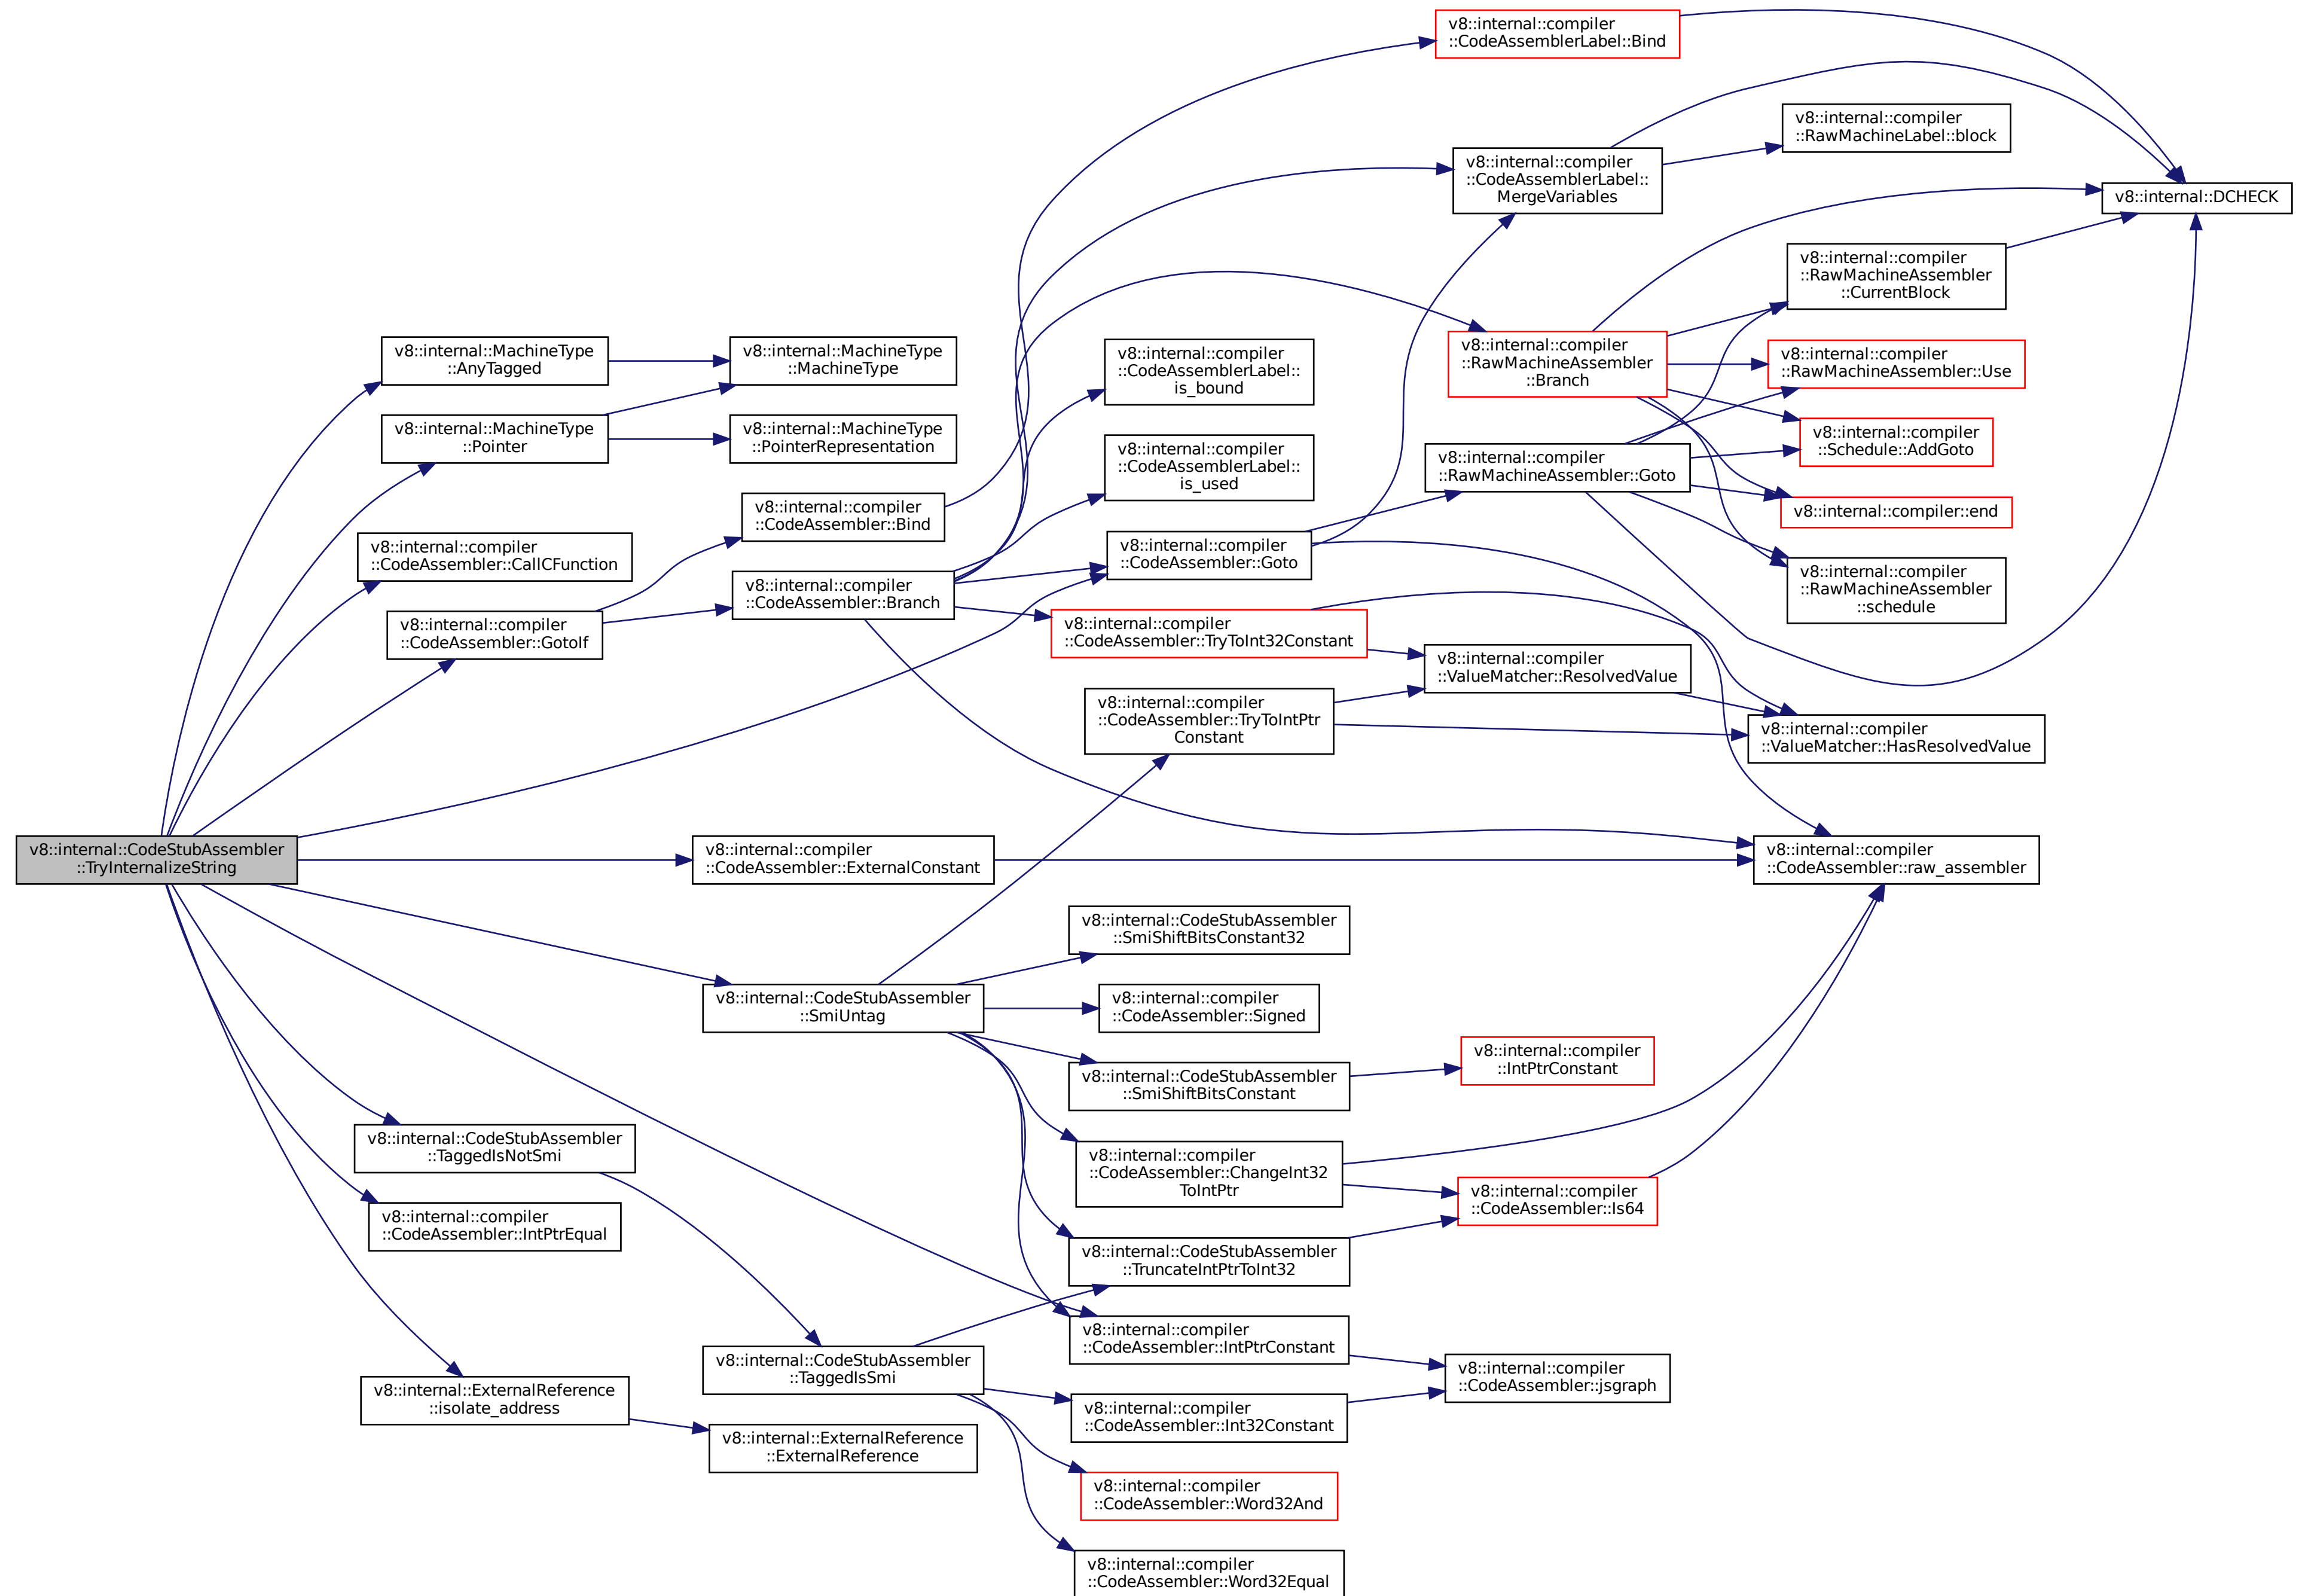 v8::internal::CodeStubAssembler
::TryInternalizeString
v8::internal::MachineType
::AnyTagged
v8::internal::MachineType
::MachineType
v8::internal::MachineType
::Pointer
v8::internal::MachineType
::PointerRepresentation
v8::internal::compiler
::CodeAssembler::CallCFunction
v8::internal::compiler
::CodeAssembler::GotoIf
v8::internal::compiler
::CodeAssembler::Bind
v8::internal::compiler
::CodeAssembler::Branch
v8::internal::compiler
::CodeAssemblerLabel::Bind
v8::internal::compiler
::CodeAssemblerLabel::
MergeVariables
v8::internal::compiler
::RawMachineLabel::block
v8::internal::DCHECK
v8::internal::compiler
::RawMachineAssembler
::CurrentBlock
v8::internal::compiler
::RawMachineAssembler
::Branch
v8::internal::compiler
::RawMachineAssembler::Use
v8::internal::compiler
::CodeAssemblerLabel::
is_bound
v8::internal::compiler
::CodeAssemblerLabel::
is_used
v8::internal::compiler
::Schedule::AddGoto
v8::internal::compiler
::RawMachineAssembler::Goto
v8::internal::compiler::end
v8::internal::compiler
::CodeAssembler::Goto
v8::internal::compiler
::RawMachineAssembler
::schedule
v8::internal::compiler
::CodeAssembler::TryToInt32Constant
v8::internal::compiler
::ValueMatcher::ResolvedValue
v8::internal::compiler
::CodeAssembler::TryToIntPtr
Constant
v8::internal::compiler
::ValueMatcher::HasResolvedValue
v8::internal::compiler
::CodeAssembler::ExternalConstant
v8::internal::compiler
::CodeAssembler::raw_assembler
v8::internal::CodeStubAssembler
::SmiShiftBitsConstant32
v8::internal::CodeStubAssembler
::SmiUntag
v8::internal::compiler
::CodeAssembler::Signed
v8::internal::CodeStubAssembler
::SmiShiftBitsConstant
v8::internal::compiler
::IntPtrConstant
v8::internal::CodeStubAssembler
::TaggedIsNotSmi
v8::internal::compiler
::CodeAssembler::ChangeInt32
ToIntPtr
v8::internal::compiler
::CodeAssembler::Is64
v8::internal::compiler
::CodeAssembler::IntPtrEqual
v8::internal::CodeStubAssembler
::TruncateIntPtrToInt32
v8::internal::compiler
::CodeAssembler::IntPtrConstant
v8::internal::CodeStubAssembler
::TaggedIsSmi
v8::internal::compiler
::CodeAssembler::jsgraph
v8::internal::ExternalReference
::isolate_address
v8::internal::compiler
::CodeAssembler::Int32Constant
v8::internal::ExternalReference
::ExternalReference
v8::internal::compiler
::CodeAssembler::Word32And
v8::internal::compiler
::CodeAssembler::Word32Equal